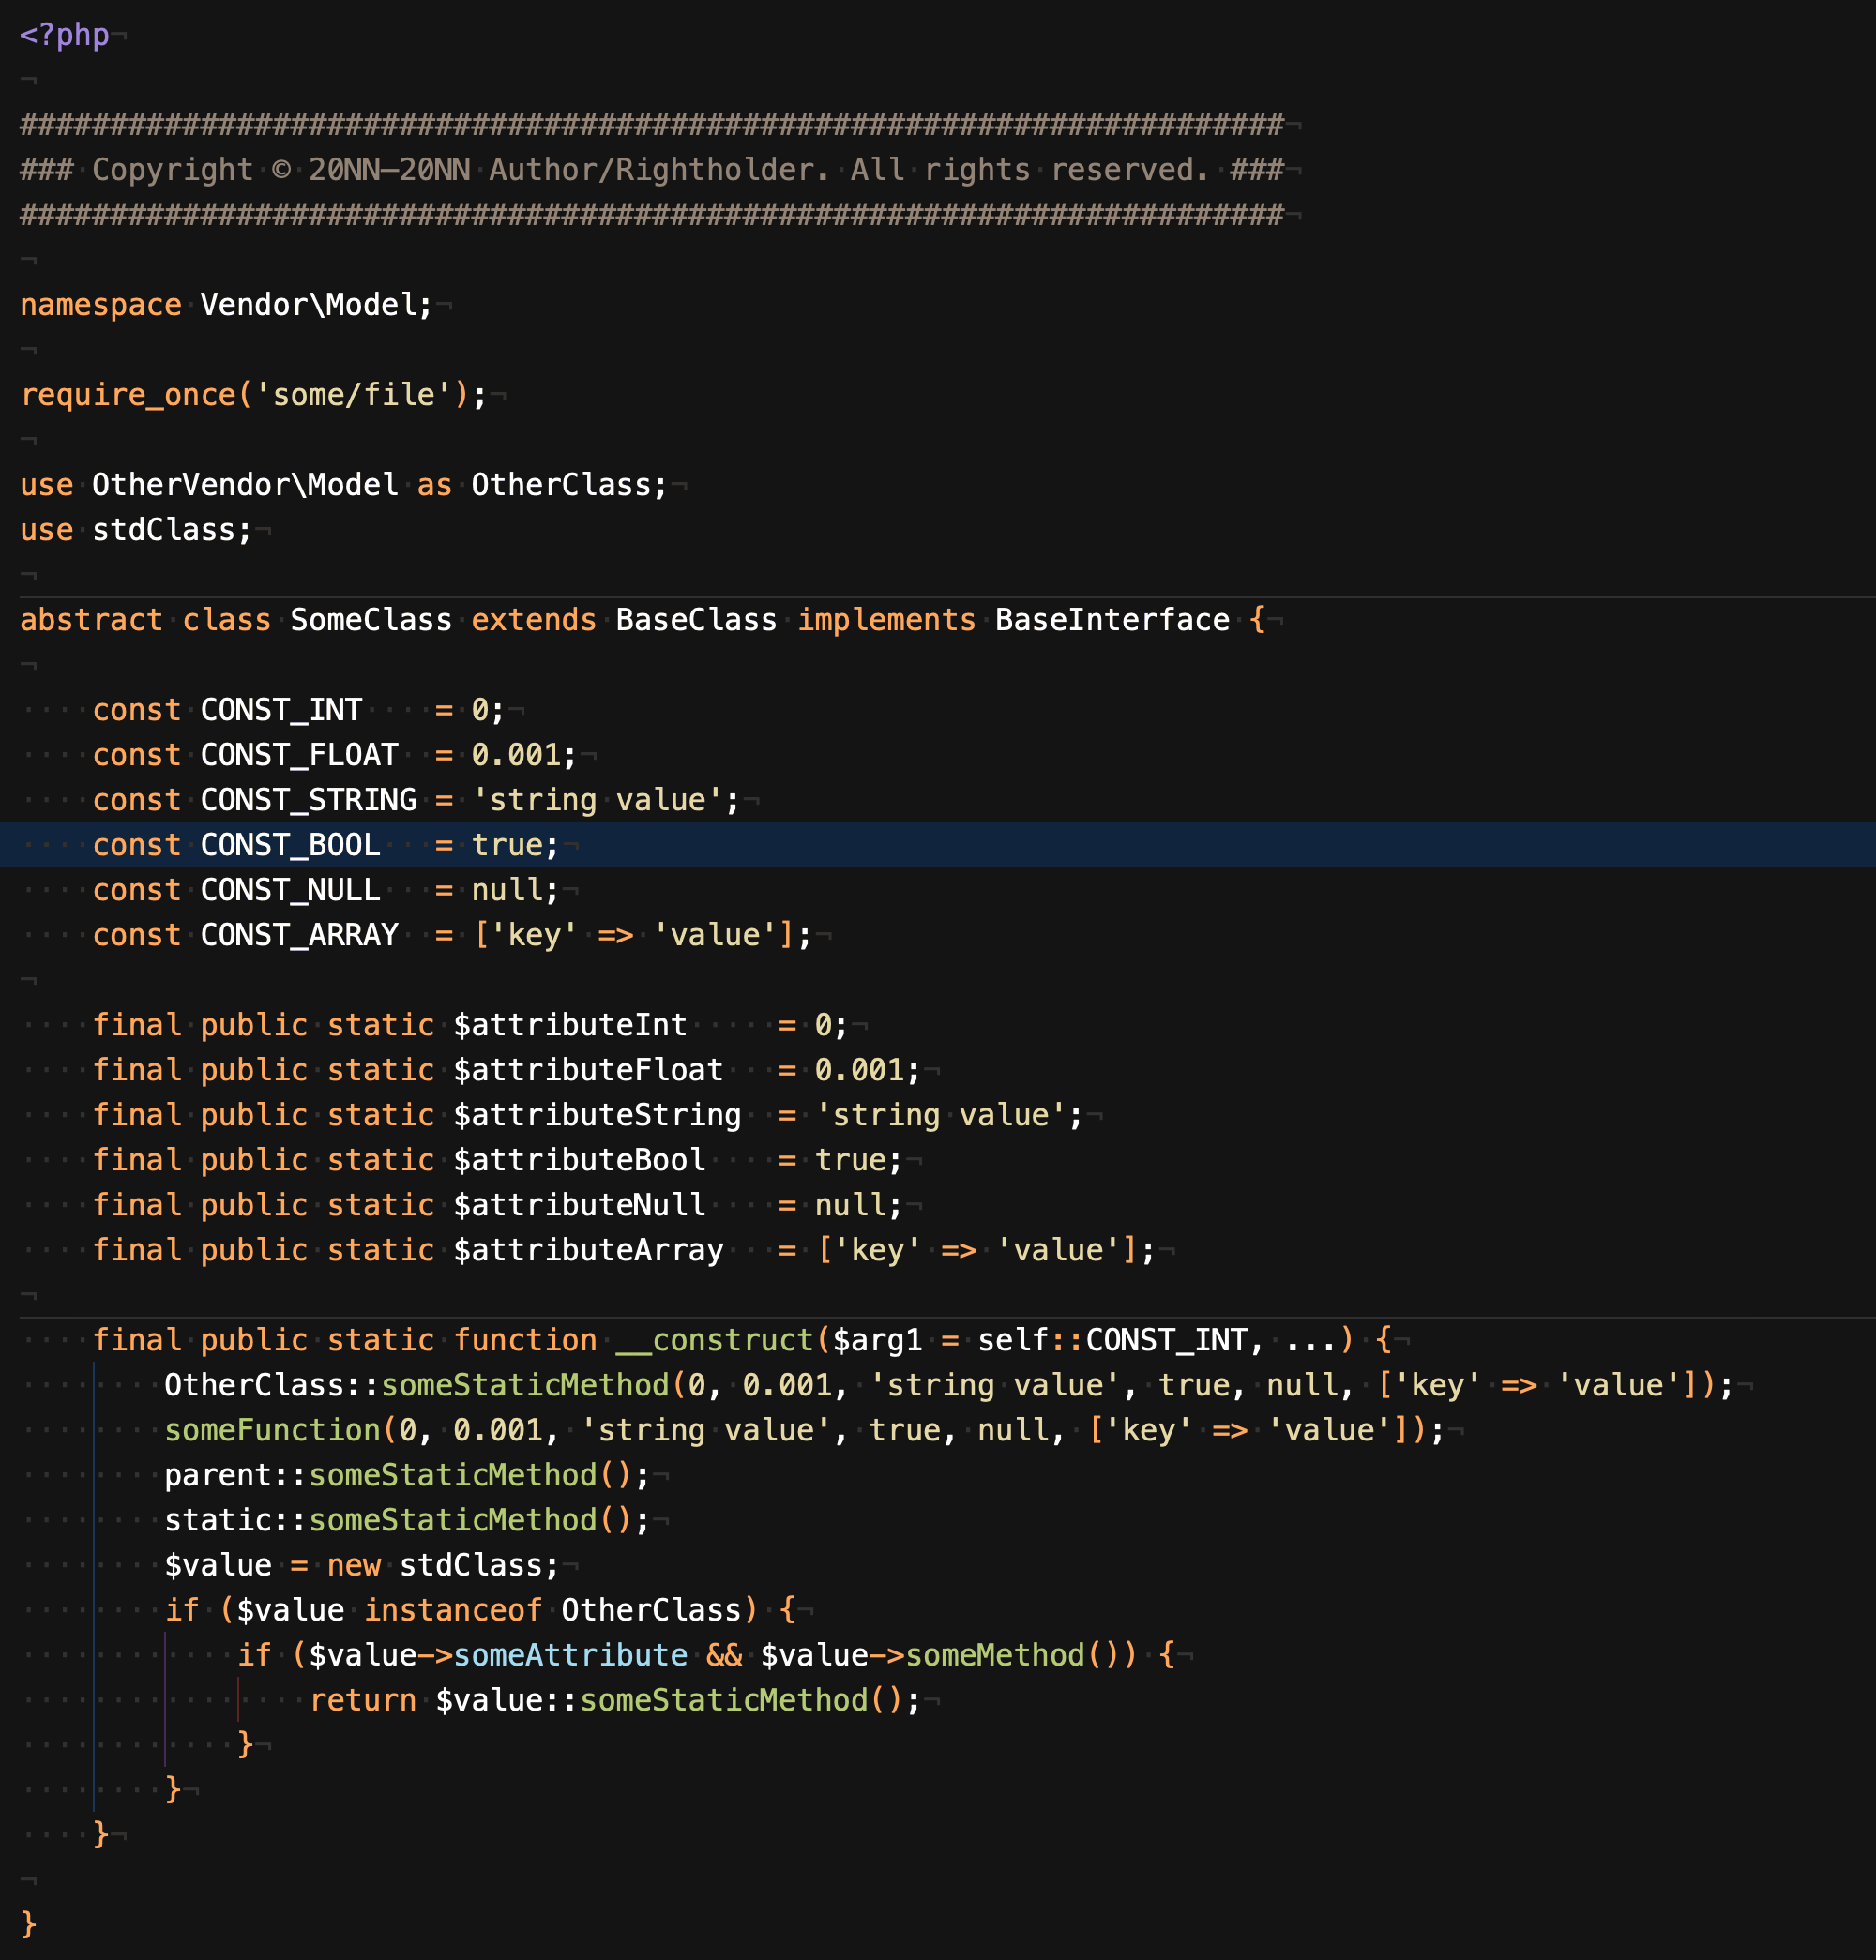 <?php

######################################################################
### Copyright © 20NN—20NN Author/Rightholder. All rights reserved. ###
######################################################################

namespace Vendor\Model;

require_once('some/file');

use OtherVendor\Model as OtherClass;
use stdClass;

abstract class SomeClass extends BaseClass implements BaseInterface {

    const CONST_INT    = 0;
    const CONST_FLOAT  = 0.001;
    const CONST_STRING = 'string value';
    const CONST_BOOL   = true;
    const CONST_NULL   = null;
    const CONST_ARRAY  = ['key' => 'value'];

    final public static $attributeInt     = 0;
    final public static $attributeFloat   = 0.001;
    final public static $attributeString  = 'string value';
    final public static $attributeBool    = true;
    final public static $attributeNull    = null;
    final public static $attributeArray   = ['key' => 'value'];

    final public static function __construct($arg1 = self::CONST_INT, ...) {
        OtherClass::someStaticMethod(0, 0.001, 'string value', true, null, ['key' => 'value']);
        someFunction(0, 0.001, 'string value', true, null, ['key' => 'value']);
        parent::someStaticMethod();
        static::someStaticMethod();
        $value = new stdClass;
        if ($value instanceof OtherClass) {
            if ($value->someAttribute && $value->someMethod()) {
                return $value::someStaticMethod();
            }
        }
    }

}